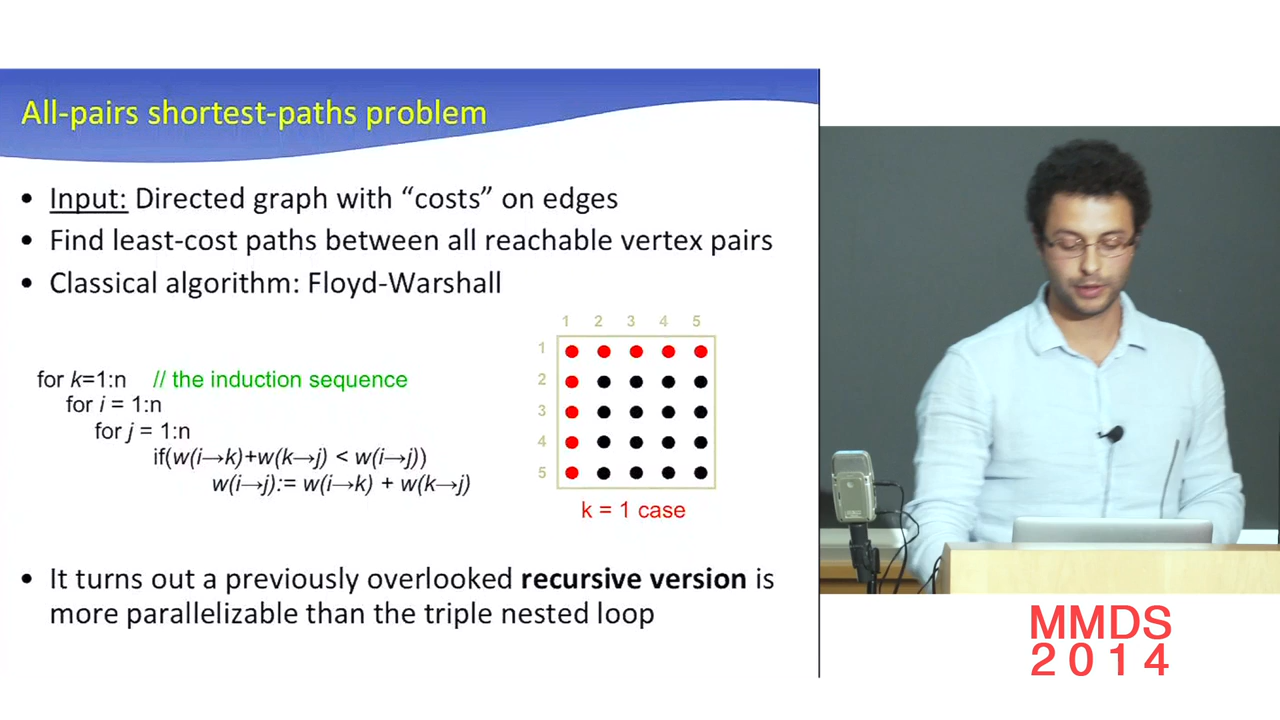 All-pairs shortest-paths problem
• Input: Directed graph with “costs” on edges
• Find least-cost paths between all reachable vertex pairs
• Classical algorithm: Floyd-Warshall
for k=1:n // the induction sequence
for i = 1:n
for j = 1:n
if(w(i→k)+w(k→j) < w(i→j))
w(i→j):= w(i→k) + w(k→j)
1 2 3 4 5
1
2
3
4
5
k = 1 case
• It turns out a previously overlooked recursive version is
more parallelizable than the triple nested loop
MMDS
2014